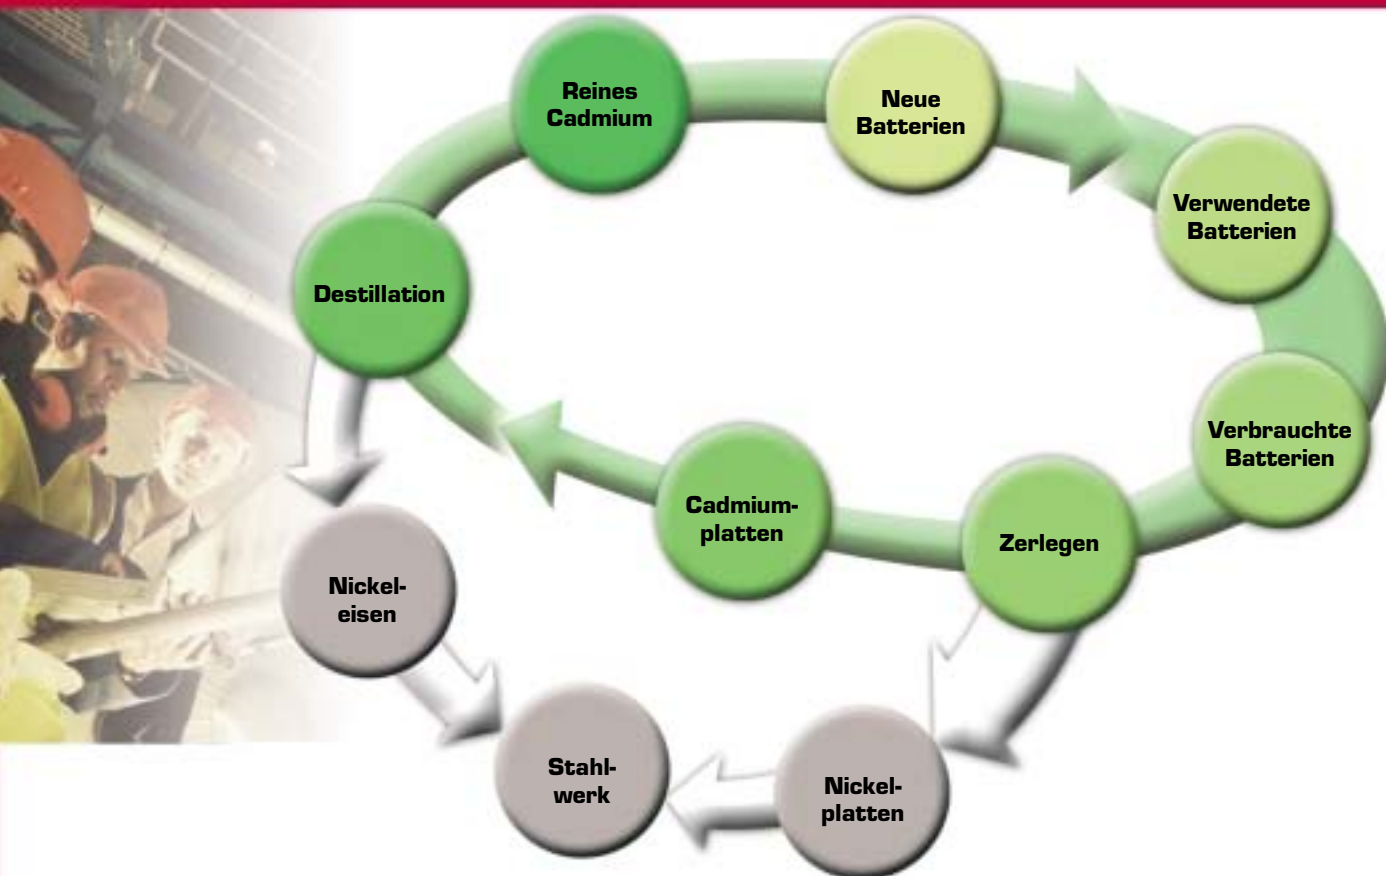 Reines
Cadmium
Neue
Batterien
Verwendete
Batterien
Verbrauchte
Batterien
Zerlegen
Cadmium-
platten
Destillation
Nickel-
eisen
Stahl-
werk
Nickel-
platten